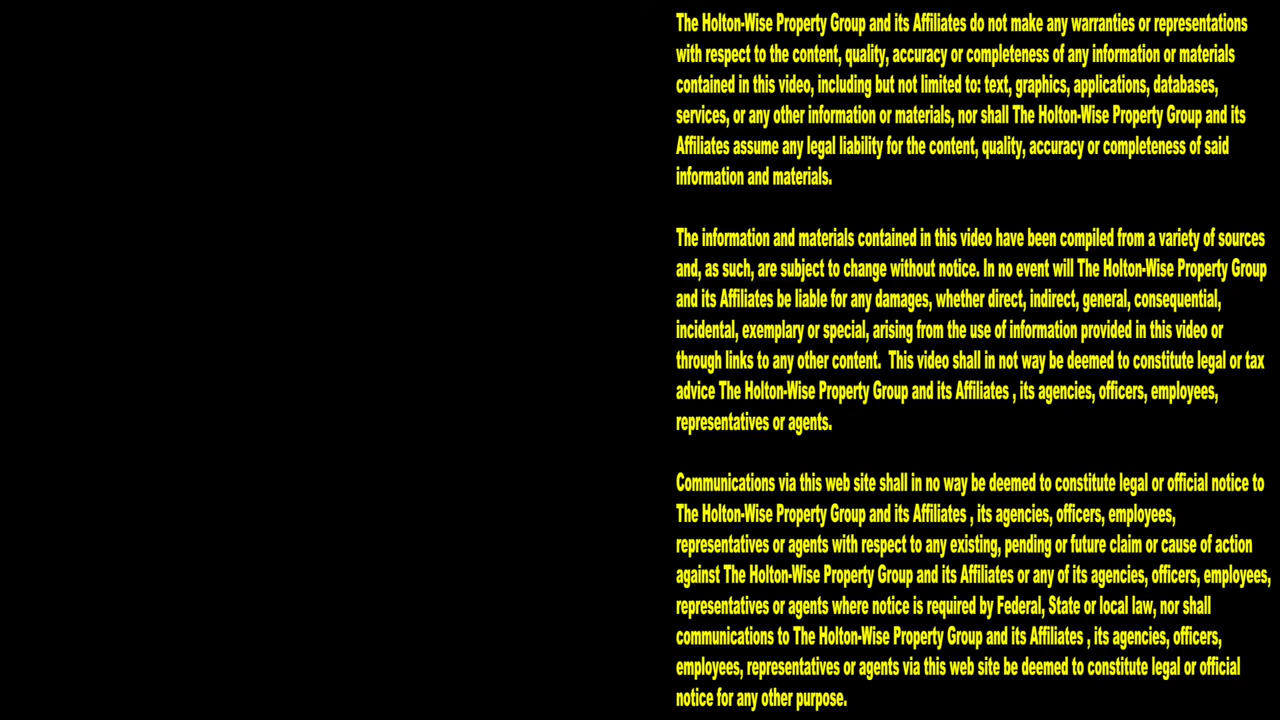 The Holton-Wise Property Group and its Affiliates do not make any warranties or representations
with respect to the content, quality, accuracy or completeness of any information or materials
contained in this video, including but not limited to: text, graphics, applications, databases,
services, or any other information or materials, nor shall The Holton-Wise Property Group and its
Affiliates assume any legal liability for the content, quality, accuracy or completeness of said
information and materials.
The information and materials contained in this video have been compiled from a variety of sources
and, as such, are subject to change without notice. In no event will The Holton-Wise Property Group
and its Affiliates be liable for any damages, whether direct, indirect, general, consequential,
incidental, exemplary or special, arising from the use of information provided in this video or
through links to any other content.  This video shall in not way be deemed to constitute legal or tax
advice The Holton-Wise Property Group and its Affiliates , its agencies, officers, employees,
representatives or agents.
Communications via this web site shall in no way be deemed to constitute legal or official notice to
The Holton-Wise Property Group and its Affiliates , its agencies, officers, employees,
representatives or agents with respect to any existing, pending or future claim or cause of action
against The Holton-Wise Property Group and its Affiliates or any of its agencies, officers, employees,
representatives or agents where notice is required by Federal, State or local law, nor shall
communications to The Holton-Wise Property Group and its Affiliates , its agencies, officers,
employees, representatives or agents via this web site be deemed to constitute legal or official
notice for any other purpose.